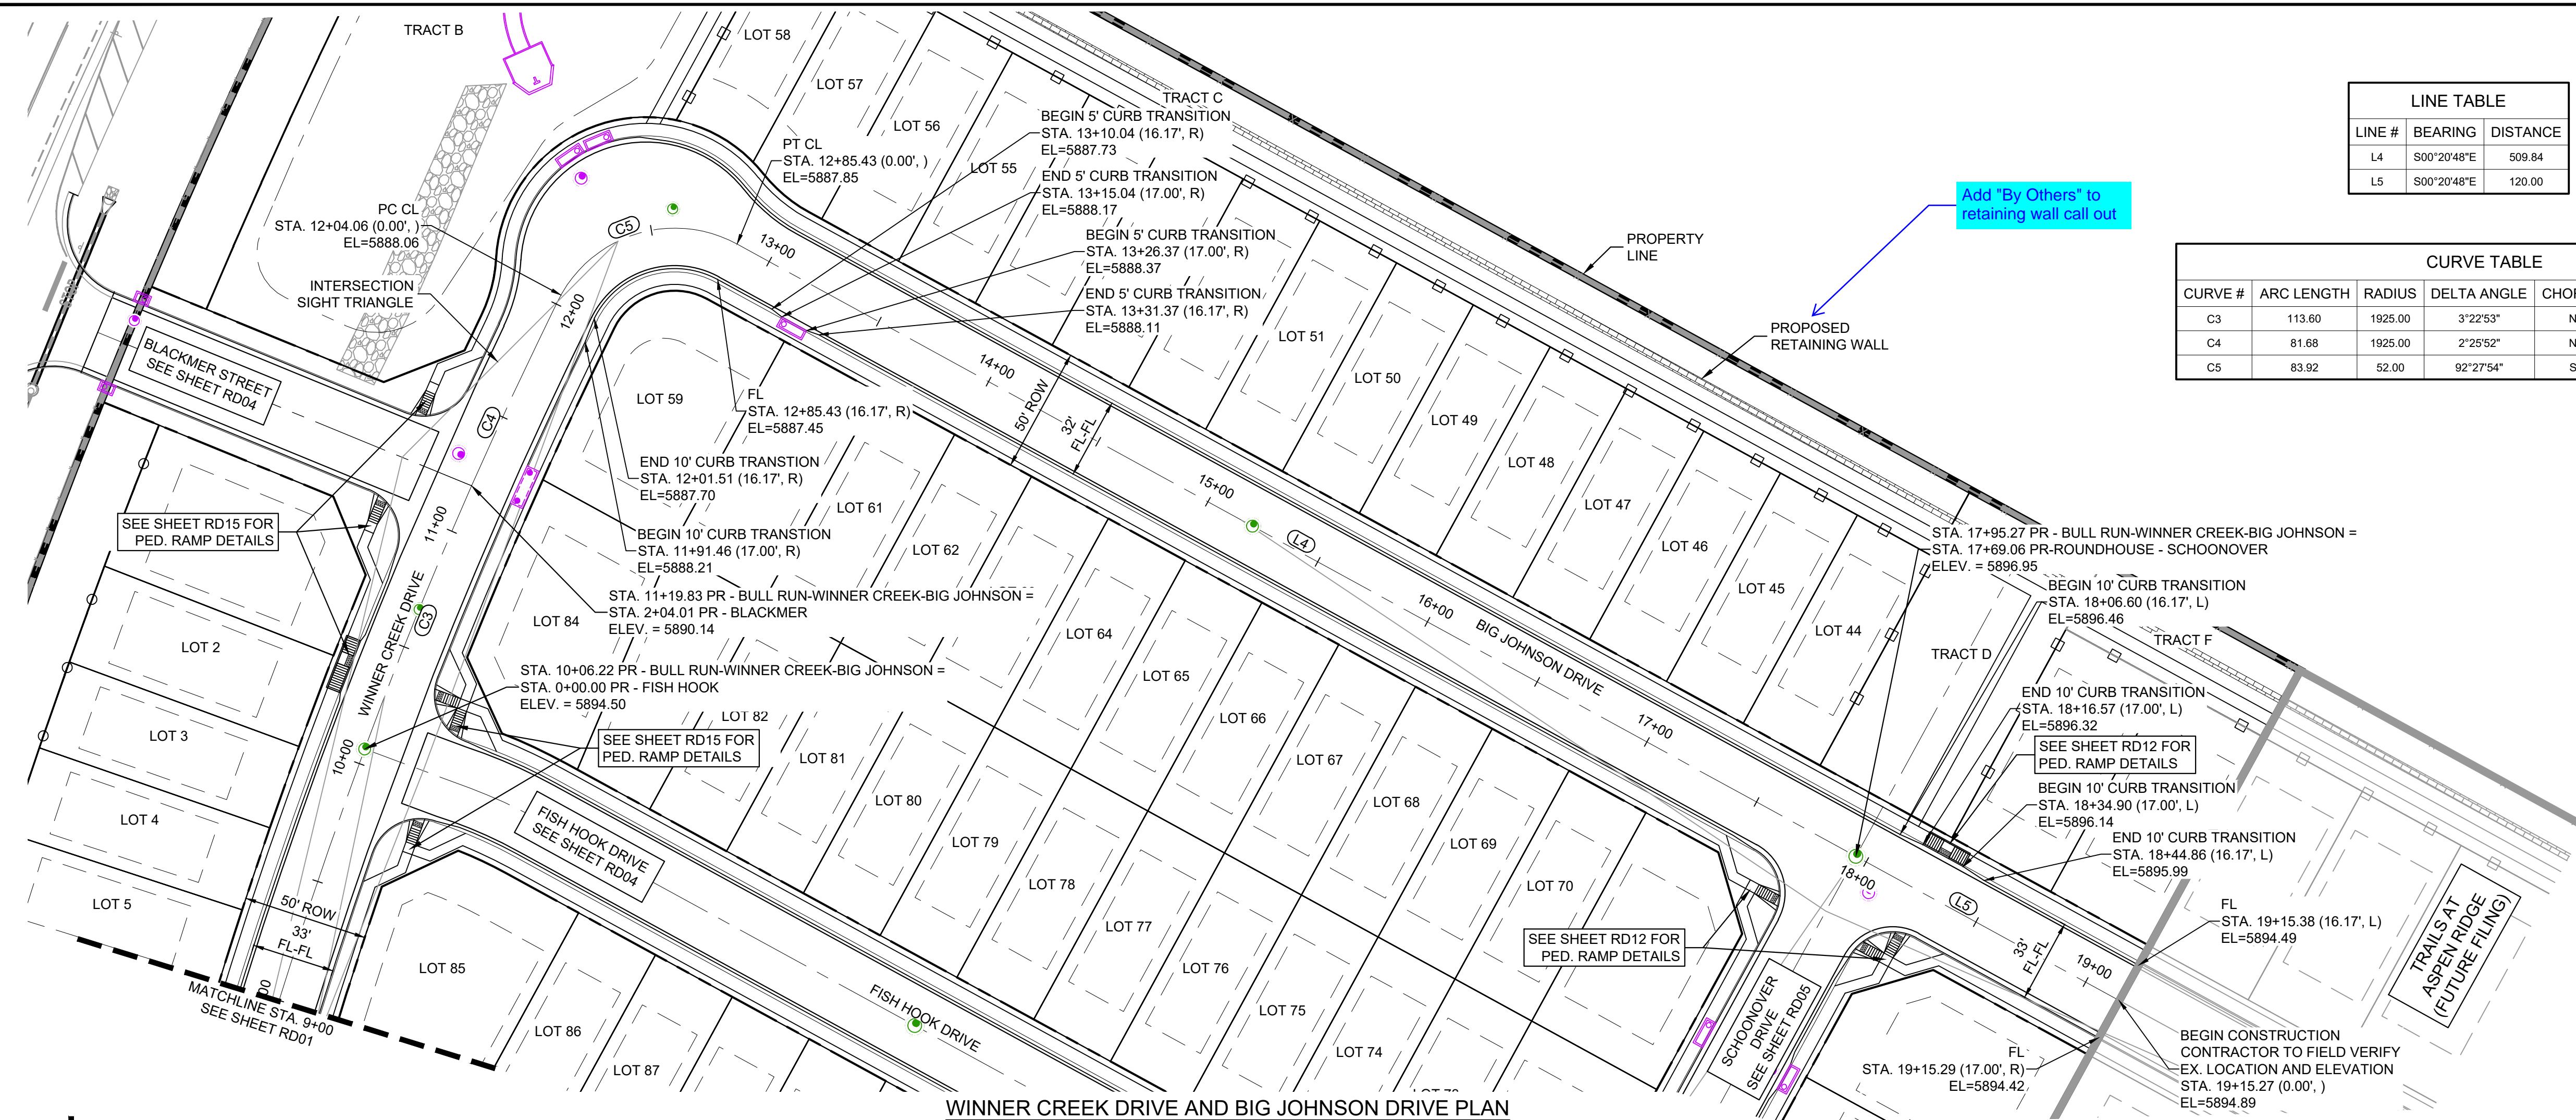 TRACT B
LOT 58
LOT 57
LOT 56
LOT 55
TRACT C
BEGIN 5' CURB TRANSITION
STA. 13+10.04 (16.17', R)
EL=5887.73
END 5' CURB TRANSITION
STA. 13+15.04 (17.00', R)
EL=5888.17
BEGIN 5' CURB TRANSITION
STA. 13+26.37 (17.00', R)
EL=5888.37
END 5' CURB TRANSITION
STA. 13+31.37 (16.17', R)
EL=5888.11
PT CL
STA. 12+85.43 (0.00', )
EL=5887.85
PC CL
STA. 12+04.06 (0.00', )
EL=5888.06
INTERSECTION
SIGHT TRIANGLE
C5
13+00
12+00
14+00
Add "By Others" to
retaining wall call out
PROPERTY
LINE
PROPOSED
RETAINING WALL
LINE TABLE
LINE # BEARING DISTANCE
L4 S00°20'48"E 509.84
L5 S00°20'48"E 120.00
CURVE TABLE
CURVE # ARC LENGTH RADIUS DELTA ANGLE CHOR
C3 113.60 1925.00 3°22'53" N
C4 81.68 1925.00 2°25'52" N
C5 83.92 52.00 92°27'54" S
BLACKMER STREET
SEE SHEET RD04
C4
LOT 59
FL
STA. 12+85.43 (16.17', R)
EL=5887.45
50' ROW
32'
FL-FL
LOT 51
LOT 50
LOT 49
LOT 48
LOT 47
LOT 46
LOT 45
LOT 44
END 10' CURB TRANSTION
STA. 12+01.51 (16.17', R)
EL=5887.70
BEGIN 10' CURB TRANSTION
STA. 11+91.46 (17.00', R)
EL=5888.21
STA. 11+19.83 PR - BULL RUN-WINNER CREEK-BIG JOHNSON =
STA. 2+04.01 PR - BLACKMER
ELEV. = 5890.14
STA. 10+06.22 PR - BULL RUN-WINNER CREEK-BIG JOHNSON =
STA. 0+00.00 PR - FISH HOOK
ELEV. = 5894.50
SEE SHEET RD15 FOR
PED. RAMP DETAILS
11+00
WINNER CREEK DRIVE
C3
10+00
LOT 61
LOT 62
LOT 84
LOT 64
LOT 65
LOT 66
LOT 67
LOT 68
LOT 69
LOT 70
15+00
L4
16+00
BIG JOHNSON DRIVE
17+00
18+00
L5
19+00
STA. 17+95.27 PR - BULL RUN-WINNER CREEK-BIG JOHNSON =
STA. 17+69.06 PR-ROUNDHOUSE - SCHOONOVER
ELEV. = 5896.95
BEGIN 10' CURB TRANSITION
STA. 18+06.60 (16.17', L)
EL=5896.46
TRACT F
TRACT D
END 10' CURB TRANSITION
STA. 18+16.57 (17.00', L)
EL=5896.32
SEE SHEET RD12 FOR
PED. RAMP DETAILS
BEGIN 10' CURB TRANSITION
STA. 18+34.90 (17.00', L)
EL=5896.14
END 10' CURB TRANSITION
STA. 18+44.86 (16.17', L)
EL=5895.99
FL
STA. 19+15.38 (16.17', L)
EL=5894.49
TRAILS AT
ASPEN RIDGE
(FUTURE FILING)
LOT 2
LOT 3
LOT 4
LOT 5
LOT 82
LOT 81
LOT 80
LOT 79
LOT 78
LOT 77
LOT 76
LOT 75
LOT 74
SEE SHEET RD15 FOR
PED. RAMP DETAILS
FISH HOOK DRIVE
SEE SHEET RD04
50' ROW
33'
FL-FL
00
MATCHLINE STA. 9+00
SEE SHEET RD01
LOT 85
LOT 86
LOT 87
FISH HOOK DRIVE
SEE SHEET RD12 FOR
PED. RAMP DETAILS
SCHOONOVER
DRIVE
SEE SHEET RD05
33'
FL-FL
FL
STA. 19+15.29 (17.00', R)
EL=5894.42
BEGIN CONSTRUCTION
CONTRACTOR TO FIELD VERIFY
EX. LOCATION AND ELEVATION
STA. 19+15.27 (0.00', )
EL=5894.89
WINNER CREEK DRIVE AND BIG JOHNSON DRIVE PLAN